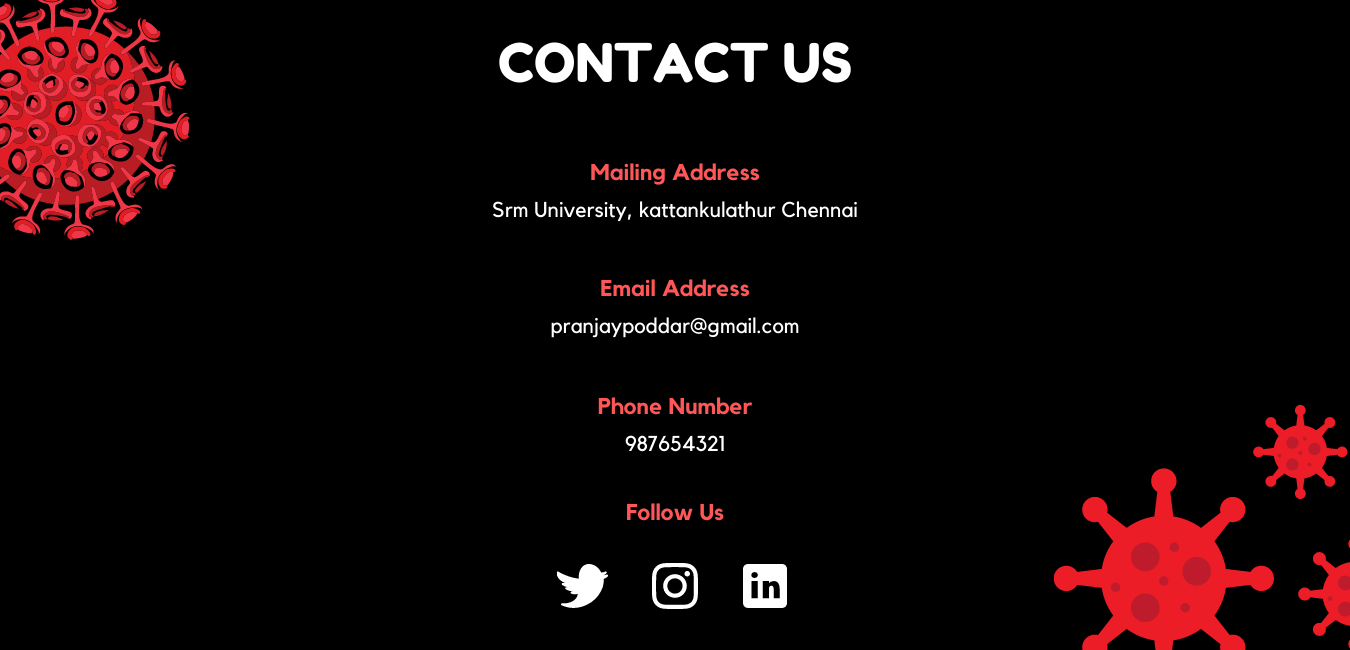 CONTACT US
Mailing Address
Srm University, kattankulathur Chennai
Email Address
pranjaypoddar@gmail.com
Phone Number
987654321
Follow Us
in